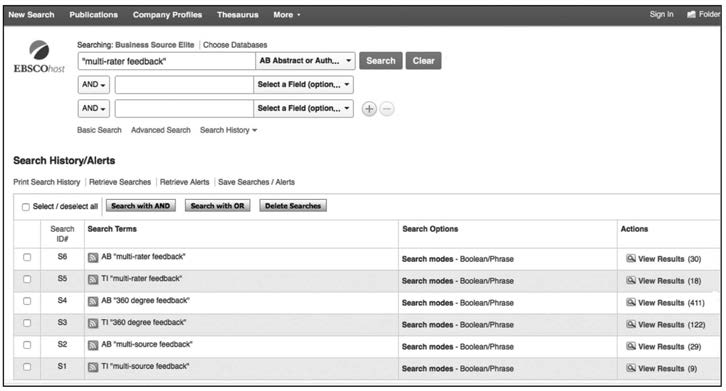 New Search Publications Company Profiles Thesaurus More Sign In Folder
Searching: Business Source Elite | Choose Databases
EBSCOhost
"multi-rater feedback" AB Abstract or Auth... Search Clear
AND Select a Field (option... 
AND Select a Field (option... 
Basic Search Advanced Search Search History
Search History/Alerts
Print Search History | Retrieve Searches | Retrieve Alerts | Save Searches / Alerts
Select / deselect all Search with AND Search with OR Delete Searches
Search ID# Search Terms Search Options Actions
S6 AB "multi-rater feedback" Search modes - Boolean/Phrase View Results (30)
S5 TI "multi-rater feedback" Search modes - Boolean/Phrase View Results (18)
S4 AB "360 degree feedback" Search modes - Boolean/Phrase View Results (411)
S3 TI "360 degree feedback" Search modes - Boolean/Phrase View Results (122)
S2 AB "multi-source feedback" Search modes - Boolean/Phrase View Results (29)
S1 TI "multi-source feedback" Search modes - Boolean/Phrase View Results (9)